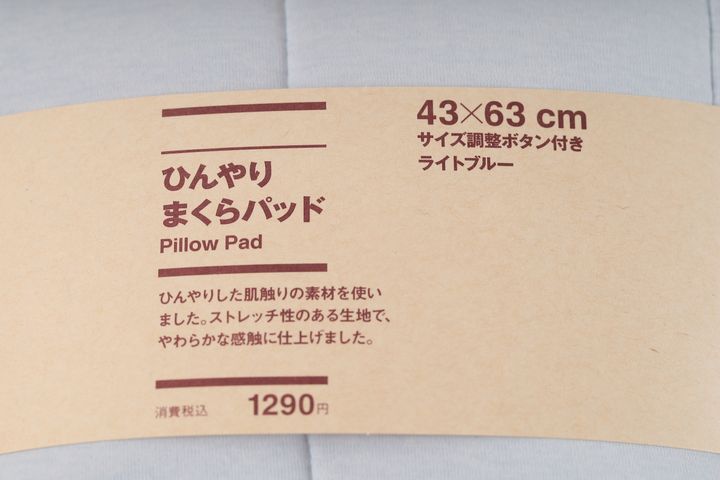 ひんやり
まくらパッド
Pillow Pad
ひんやりした肌触りの素材を使い
ました。ストレッチ性のある生地で、
やわらかな感触に仕上げました。
消費税込 1290円
43×63 cm
サイズ調整ボタン付き
ライトブルー